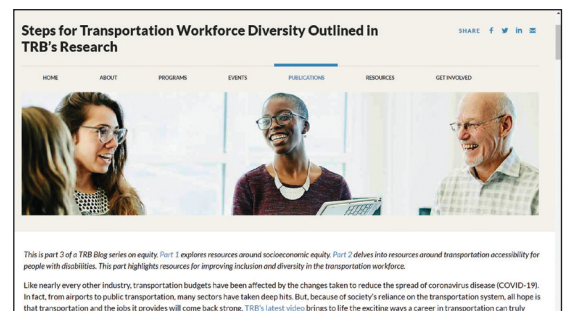 Steps for Transportation Workforce Diversity Outlined in
TRB's Research
SHARE
HOME ABOUT PROGRAMS EVENTS PUBLICATIONS RESOURCES GET INVOLVED
This is part 3 of a TRB Blog series on equity. Part 1 explores resources around socioeconomic equity. Part 2 delves into resources around transportation accessibility for
people with disabilities. This part highlights resources for improving inclusion and diversity in the transportation workforce.
Like nearly every other industry, transportation budgets have been affected by the changes taken to reduce the spread of coronavirus disease (COVID-19).
In fact, from airports to public transportation, many sectors have taken deep hits. But, because of society's reliance on the transportation system, all hope is
that transportation and the jobs it provides will come back strong. TRB's latest video brings to life the exciting ways a career in transportation can truly